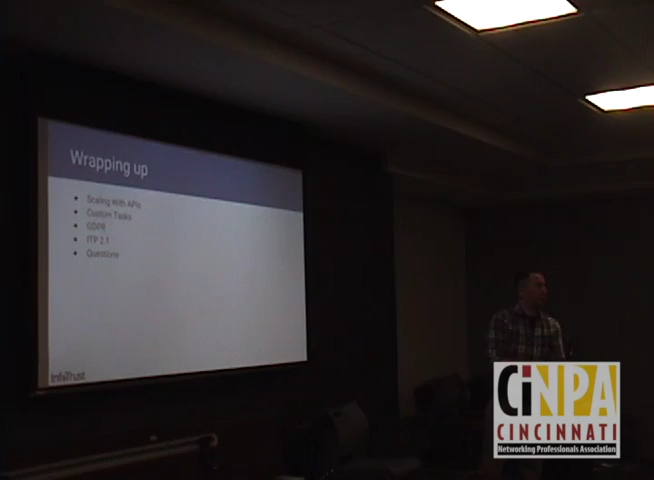 Wrapping up
• Scaling With APIs
• Custom Tasks
• GDPR
• ITP 2.1
• Questions
InfoTrust
CiNPA
CINCINNATI
Networking Professionals Association